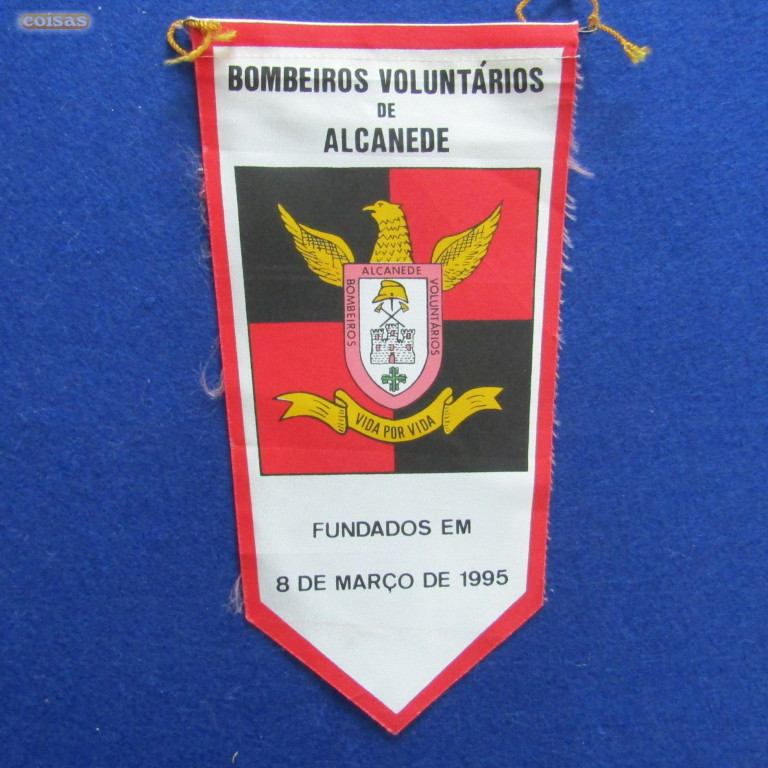 coisas
BOMBEIROS VOLUNTÁRIOS
DE
ALCANEDE
ALCANEDE
BOMBEIROS
VOLUNTÁRIOS
VIDA POR VIDA
FUNDADOS EM
8 DE MARÇO DE 1995